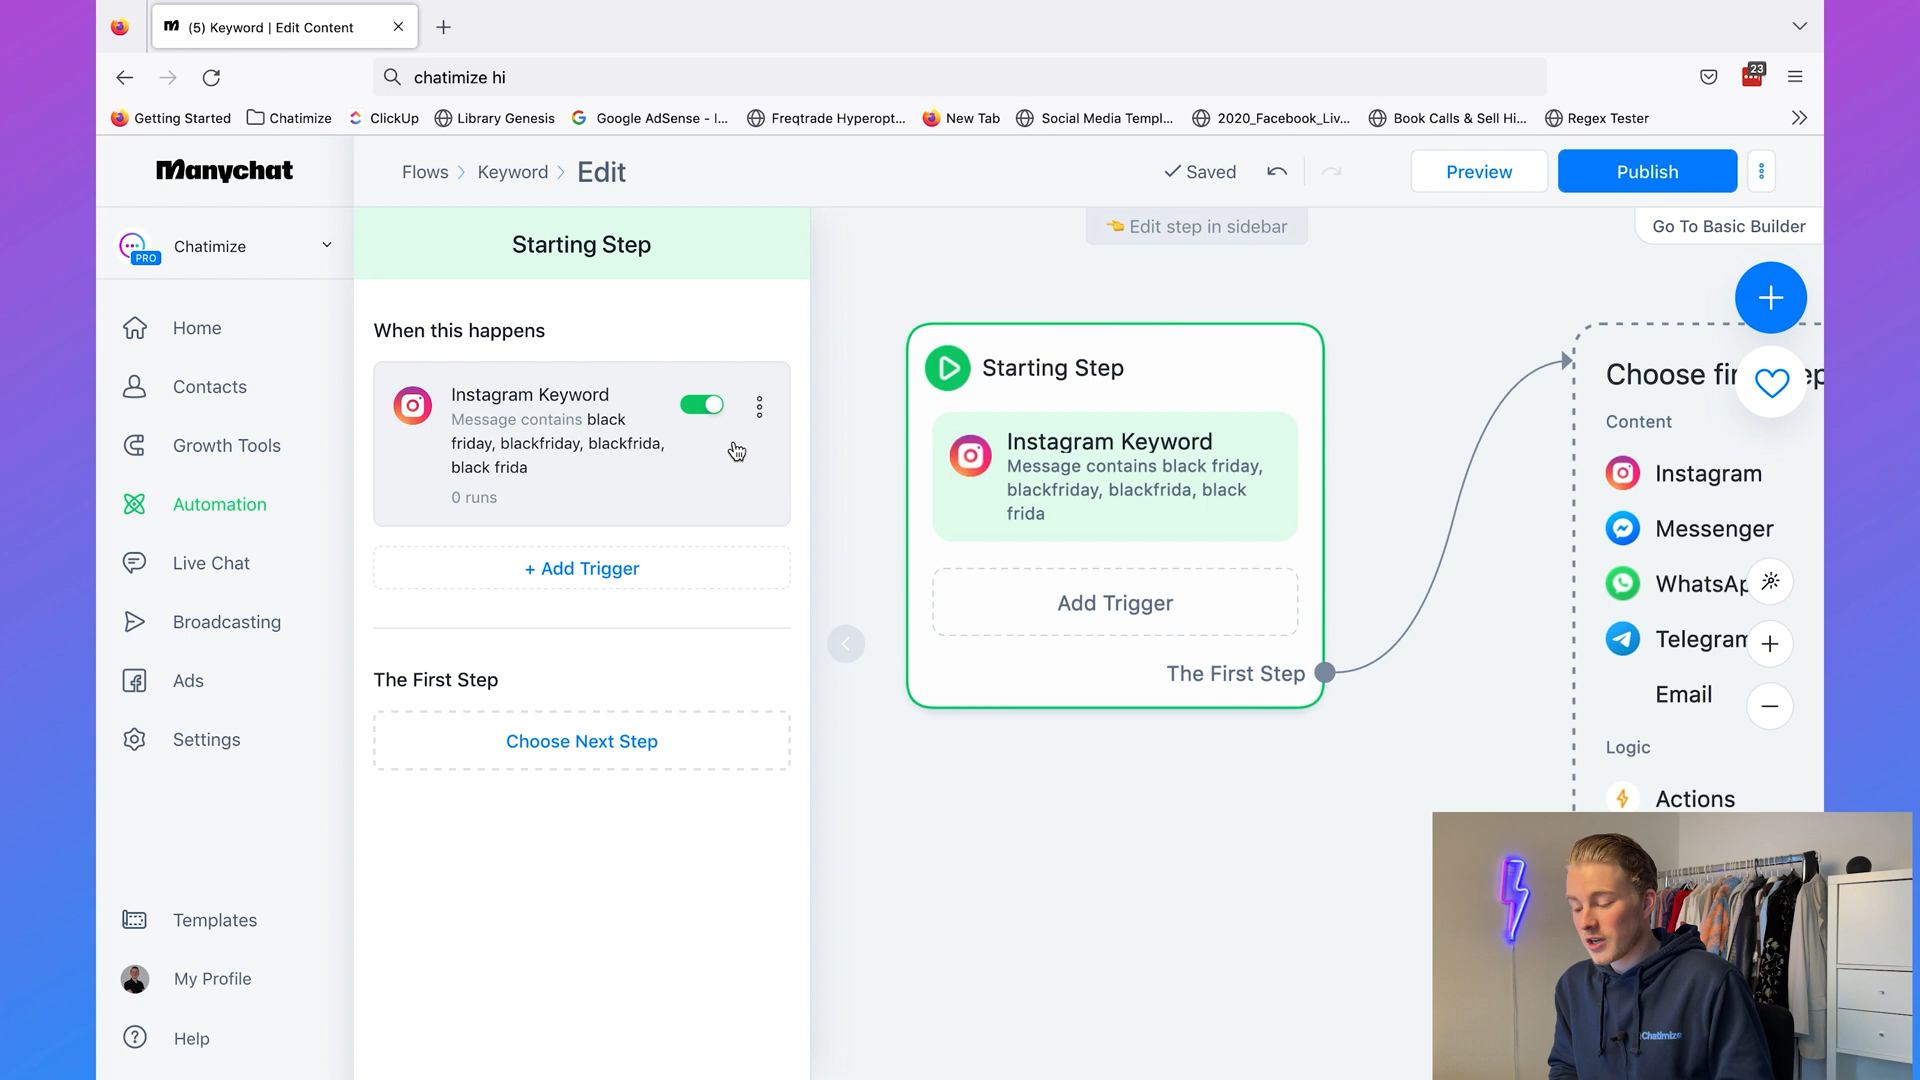 (5) Keyword | Edit Content
chatimize hi
23
Getting Started
Chatimize
ClickUp
Library Genesis
Google AdSense - l...
Freqtrade Hyperopt...
New Tab
Social Media Templ...
2020_Facebook_Liv...
Book Calls & Sell Hi...
Regex Tester
Manychat
Flows > Keyword > Edit
Saved
Preview
Publish
Chatimize
PRO
Starting Step
👈 Edit step in sidebar
Go To Basic Builder
Home
Contacts
Growth Tools
Automation
Live Chat
Broadcasting
Ads
Settings
Templates
My Profile
Help
When this happens
Instagram Keyword
Message contains black
friday, blackfriday, blackfrida,
black frida
0 runs
+ Add Trigger
The First Step
Choose Next Step
Starting Step
Instagram Keyword
Message contains black friday,
blackfriday, blackfrida, black
frida
Add Trigger
The First Step
Choose fir
Content
Instagram
Messenger
WhatsAp
Telegram
Email
Logic
Actions
Chatimize